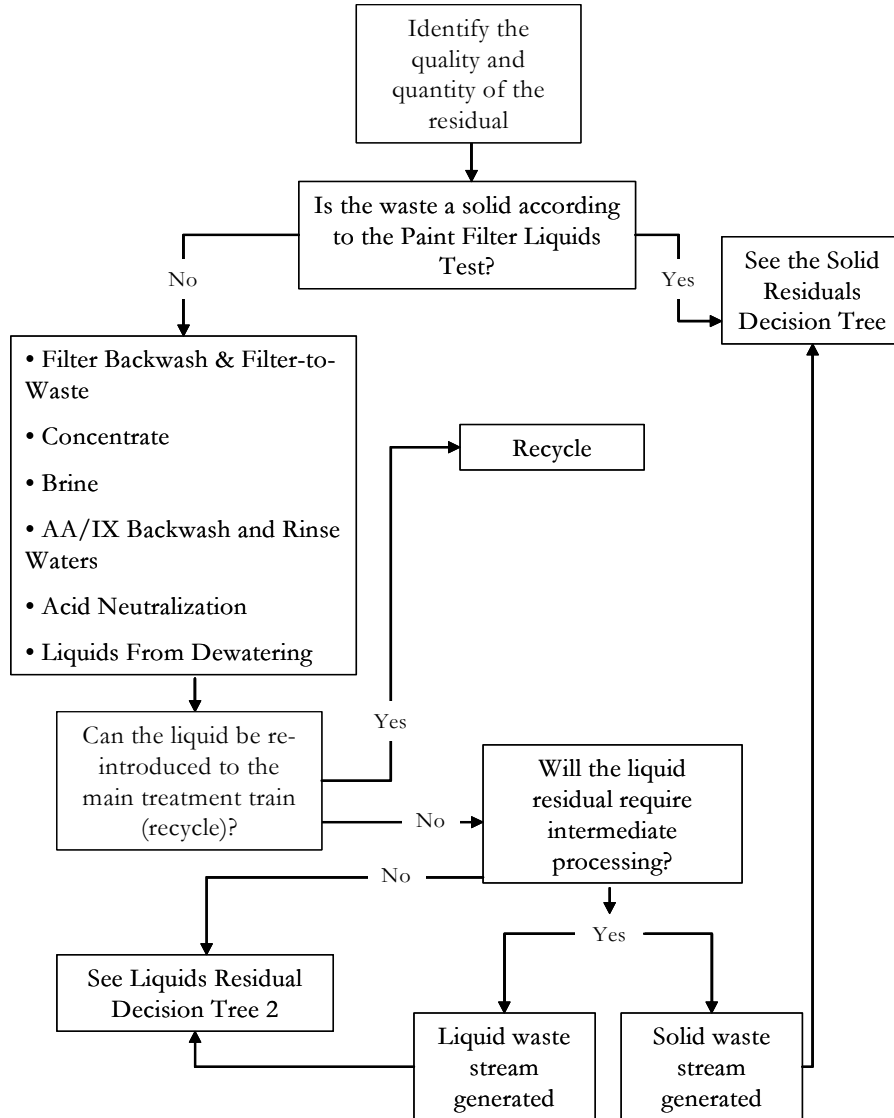 Identify the
quality and
quantity of the
residual
Is the waste a solid according
to the Paint Filter Liquids
Test?
No
Yes
See the Solid
Residuals
Decision Tree
• Filter Backwash & Filter-to-
Waste
• Concentrate
• Brine
• AA/IX Backwash and Rinse
Waters
• Acid Neutralization
• Liquids From Dewatering
Recycle
Yes
Can the liquid be re-
introduced to the
main treatment train
(recycle)?
No
Will the liquid
residual require
intermediate
processing?
No
Yes
See Liquids Residual
Decision Tree 2
Liquid waste
stream
generated
Solid waste
stream
generated